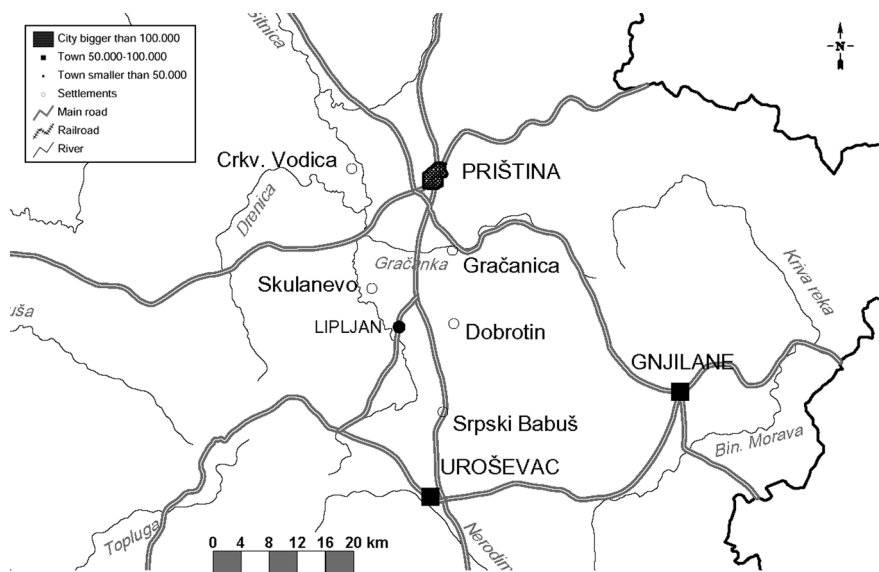 City bigger than 100.000
Town 50.000-100.000
Town smaller than 50.000
Settlements
Main road
Railroad
River
Sitnica
N
Crkv. Vodica
PRIŠTINA
Drenica
Gračanka
Gračanica
Kriva reka
Skulanevo
uša
LIPLJAN
Dobrotin
GNJILANE
Srpski Babuš
Bin. Morava
UROŠEVAC
Topluga
Nerodim
0 4 8 12 16 20 km